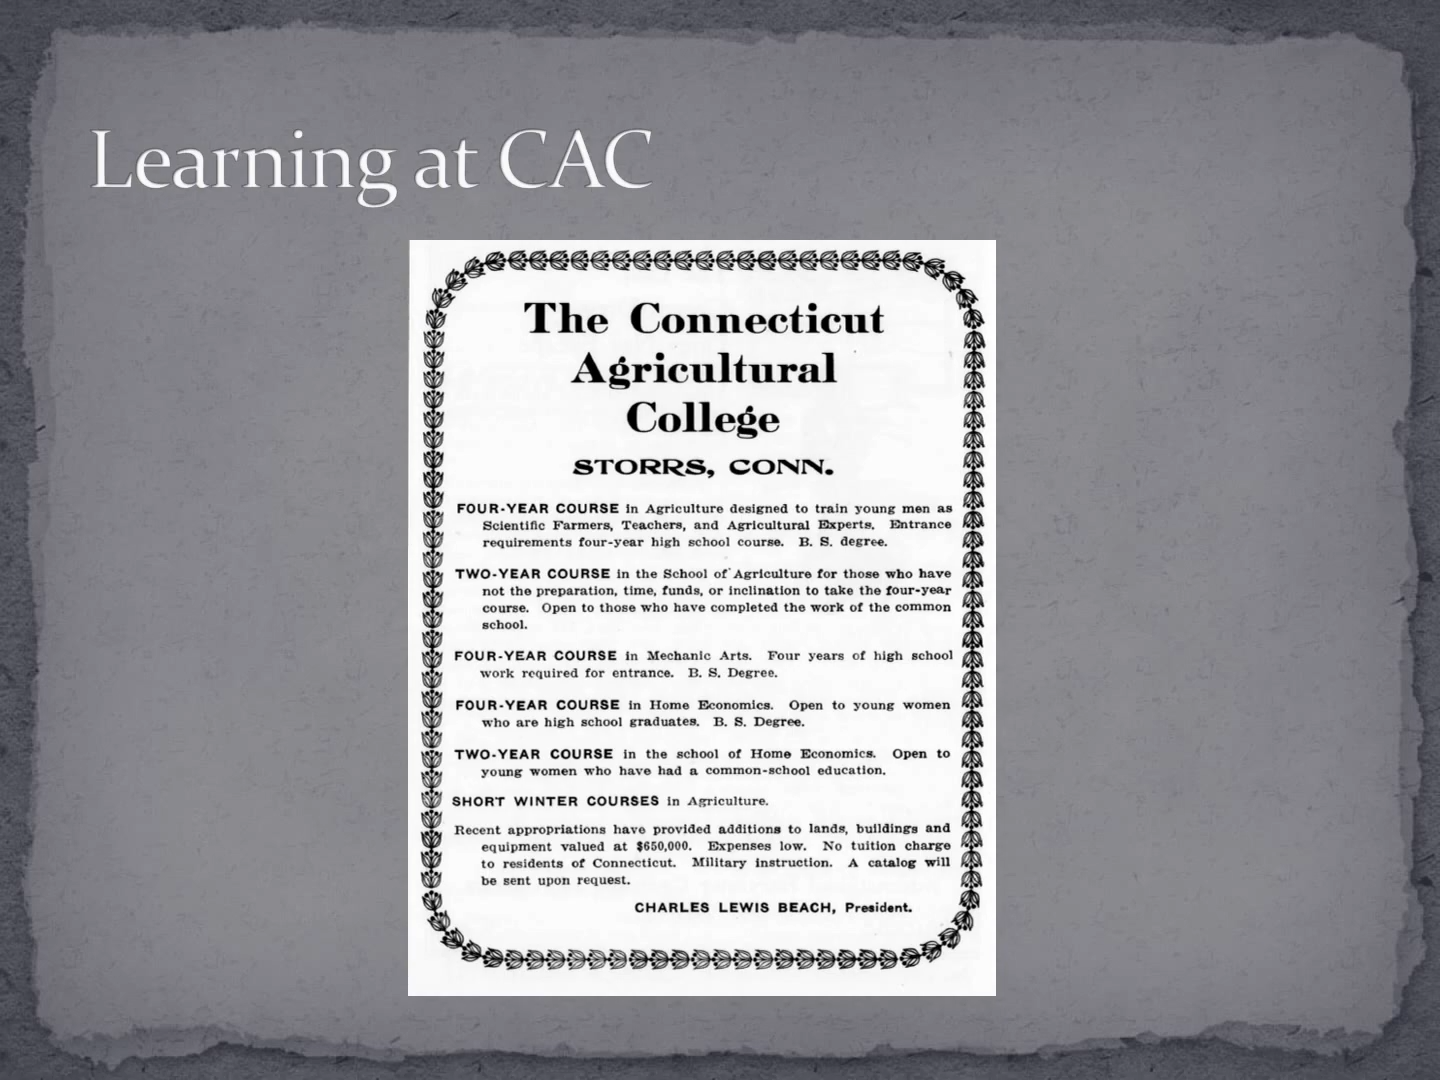 Learning at CAC
The Connecticut
Agricultural
College
STORRS, CONN.
FOUR-YEAR COURSE in Agriculture designed to train young men as
Scientific Farmers, Teachers, and Agricultural Experts. Entrance
requirements four-year high school course. B. S. degree.
TWO-YEAR COURSE in the School of Agriculture for those who have
not the preparation, time, funds, or inclination to take the four-year
course. Open to those who have completed the work of the common
school.
FOUR-YEAR COURSE in Mechanic Arts. Four years of high school
work required for entrance. B. S. Degree.
FOUR-YEAR COURSE in Home Economics. Open to young women
who are high school graduates. B. S. Degree.
TWO-YEAR COURSE in the school of Home Economics. Open to
young women who have had a common-school education.
SHORT WINTER COURSES in Agriculture.
Recent appropriations have provided additions to lands, buildings and
equipment valued at $650,000. Expenses low. No tuition charge
to residents of Connecticut. Military instruction. A catalog will
be sent upon request.
CHARLES LEWIS BEACH, President.